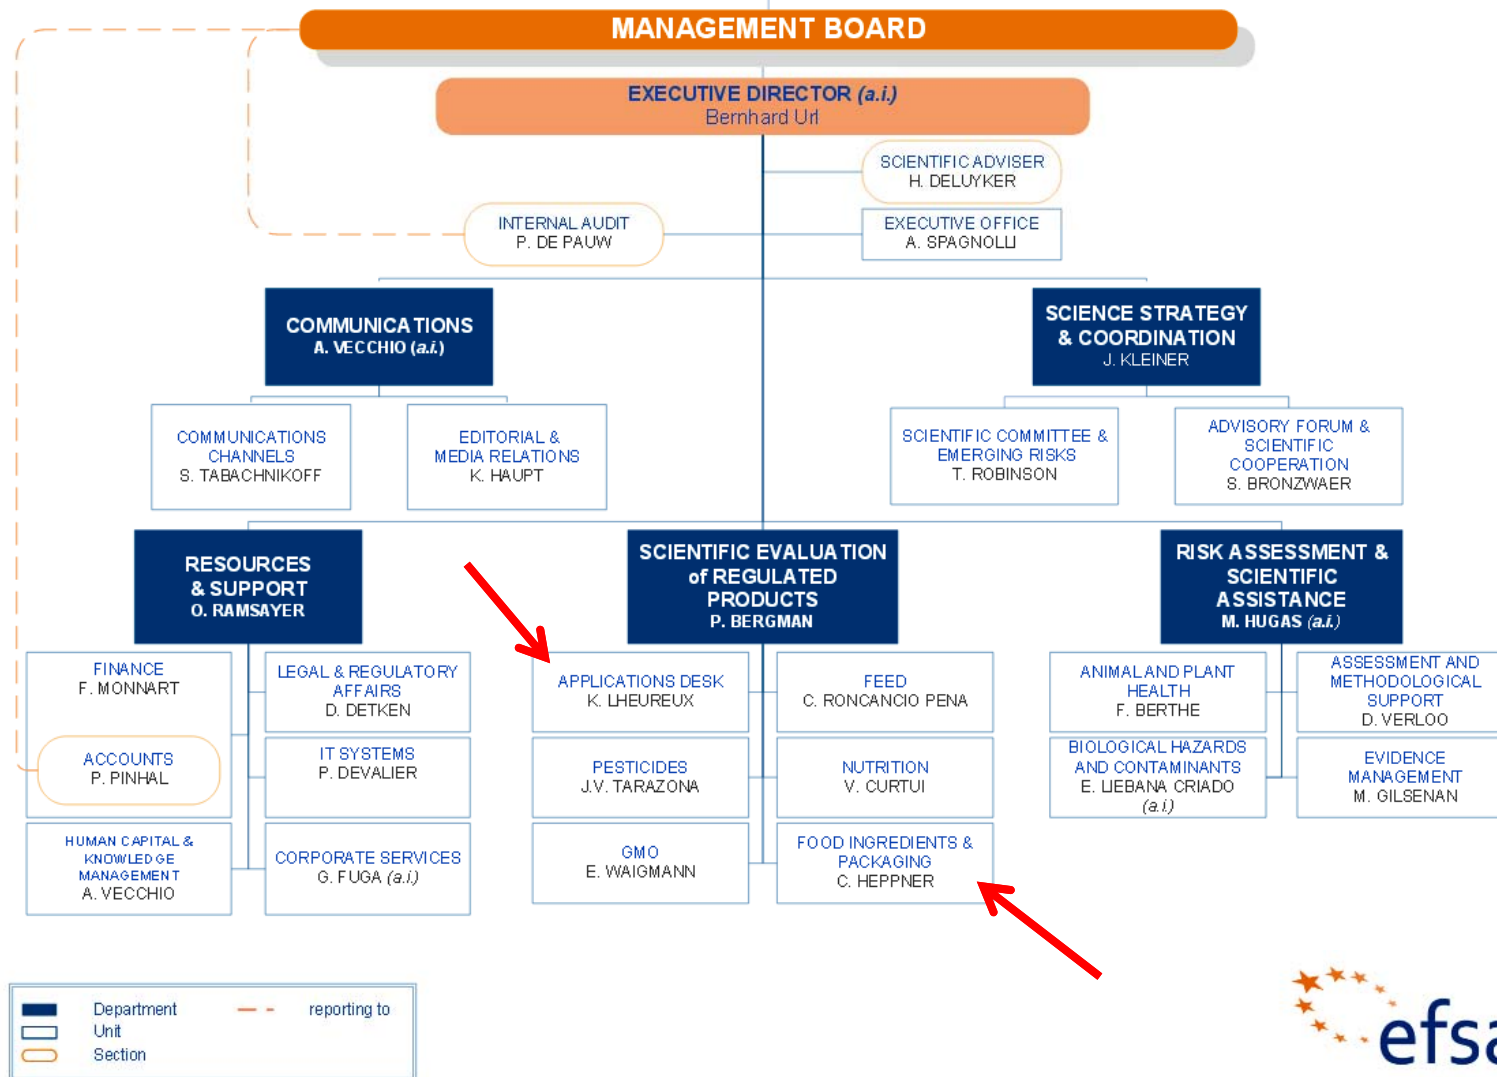 MANAGEMENT BOARD
EXECUTIVE DIRECTOR (a.i.)
Bernhard Url
SCIENTIFIC ADVISER
H. DELUYKER
INTERNAL AUDIT
P. DE PAUW
EXECUTIVE OFFICE
A. SPAGNOLLI
COMMUNICATIONS
A. VECCHIO (a.i.)
SCIENCE STRATEGY
& COORDINATION
J. KLEINER
COMMUNICATIONS
CHANNELS
S. TABACHNIKOFF
EDITORIAL &
MEDIA RELATIONS
K. HAUPT
SCIENTIFIC COMMITTEE &
EMERGING RISKS
T. ROBINSON
ADVISORY FORUM &
SCIENTIFIC
COOPERATION
S. BRONZWAER
RESOURCES
& SUPPORT
O. RAMSAYER
SCIENTIFIC EVALUATION
of REGULATED
PRODUCTS
P. BERGMAN
RISK ASSESSMENT &
SCIENTIFIC
ASSISTANCE
M. HUGAS (a.i.)
FINANCE
F. MONNART
LEGAL & REGULATORY
AFFAIRS
D. DETKEN
ACCOUNTS
P. PINHAL
IT SYSTEMS
P. DEVALIER
HUMAN CAPITAL &
KNOWLEDGE
MANAGEMENT
A. VECCHIO
CORPORATE SERVICES
G. FUGA (a.i.)
APPLICATIONS DESK
K. LHEUREUX
FEED
C. RONCANCIO PENA
PESTICIDES
J.V. TARAZONA
NUTRITION
V. CURTUI
GMO
E. WAIGMANN
FOOD INGREDIENTS &
PACKAGING
C. HEPPNER
ANIMAL AND PLANT
HEALTH
F. BERTHE
ASSESSMENT AND
METHODOLOGICAL
SUPPORT
D. VERLOO
BIOLOGICAL HAZARDS
AND CONTAMINANTS
E. LIEBANA CRIADO
(a.i.)
EVIDENCE
MANAGEMENT
M. GILSENAN
Department
reporting to
Unit
Section
efsa